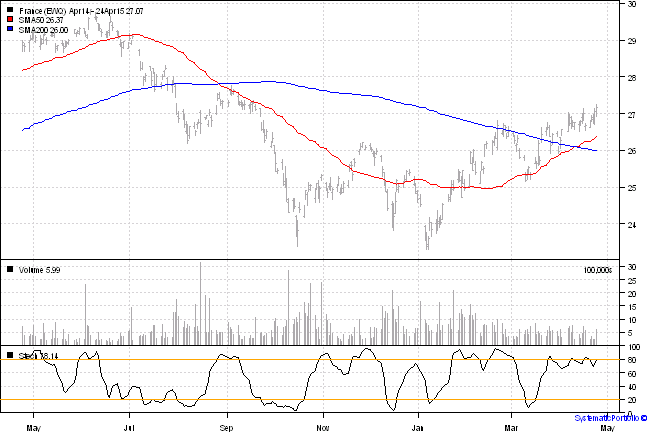 France (EWQ) Apr14 - 24Apr15 27.07
SMA50 26.37
SMA200 26.00
30
29
28
27
26
25
24
Volume 5.99
100,000s
30
25
20
15
10
5
Stoch 78.14
100
80
60
40
20
0
May Jul Sep Nov Jan Mar May
SystematicPortfolio ©